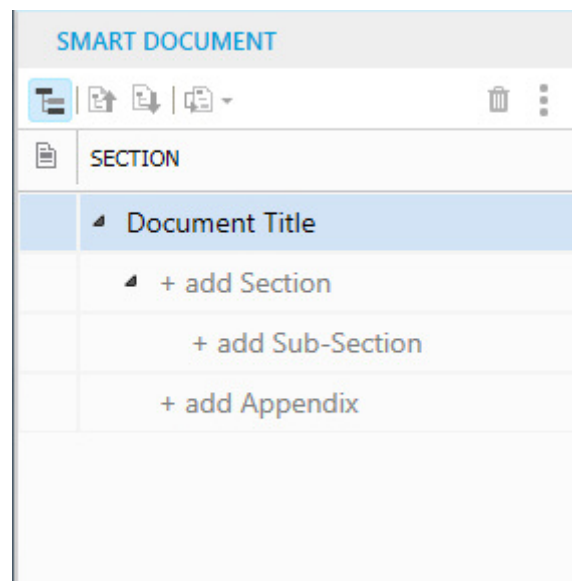 SMART DOCUMENT
SECTION
Document Title
+ add Section
+ add Sub-Section
+ add Appendix